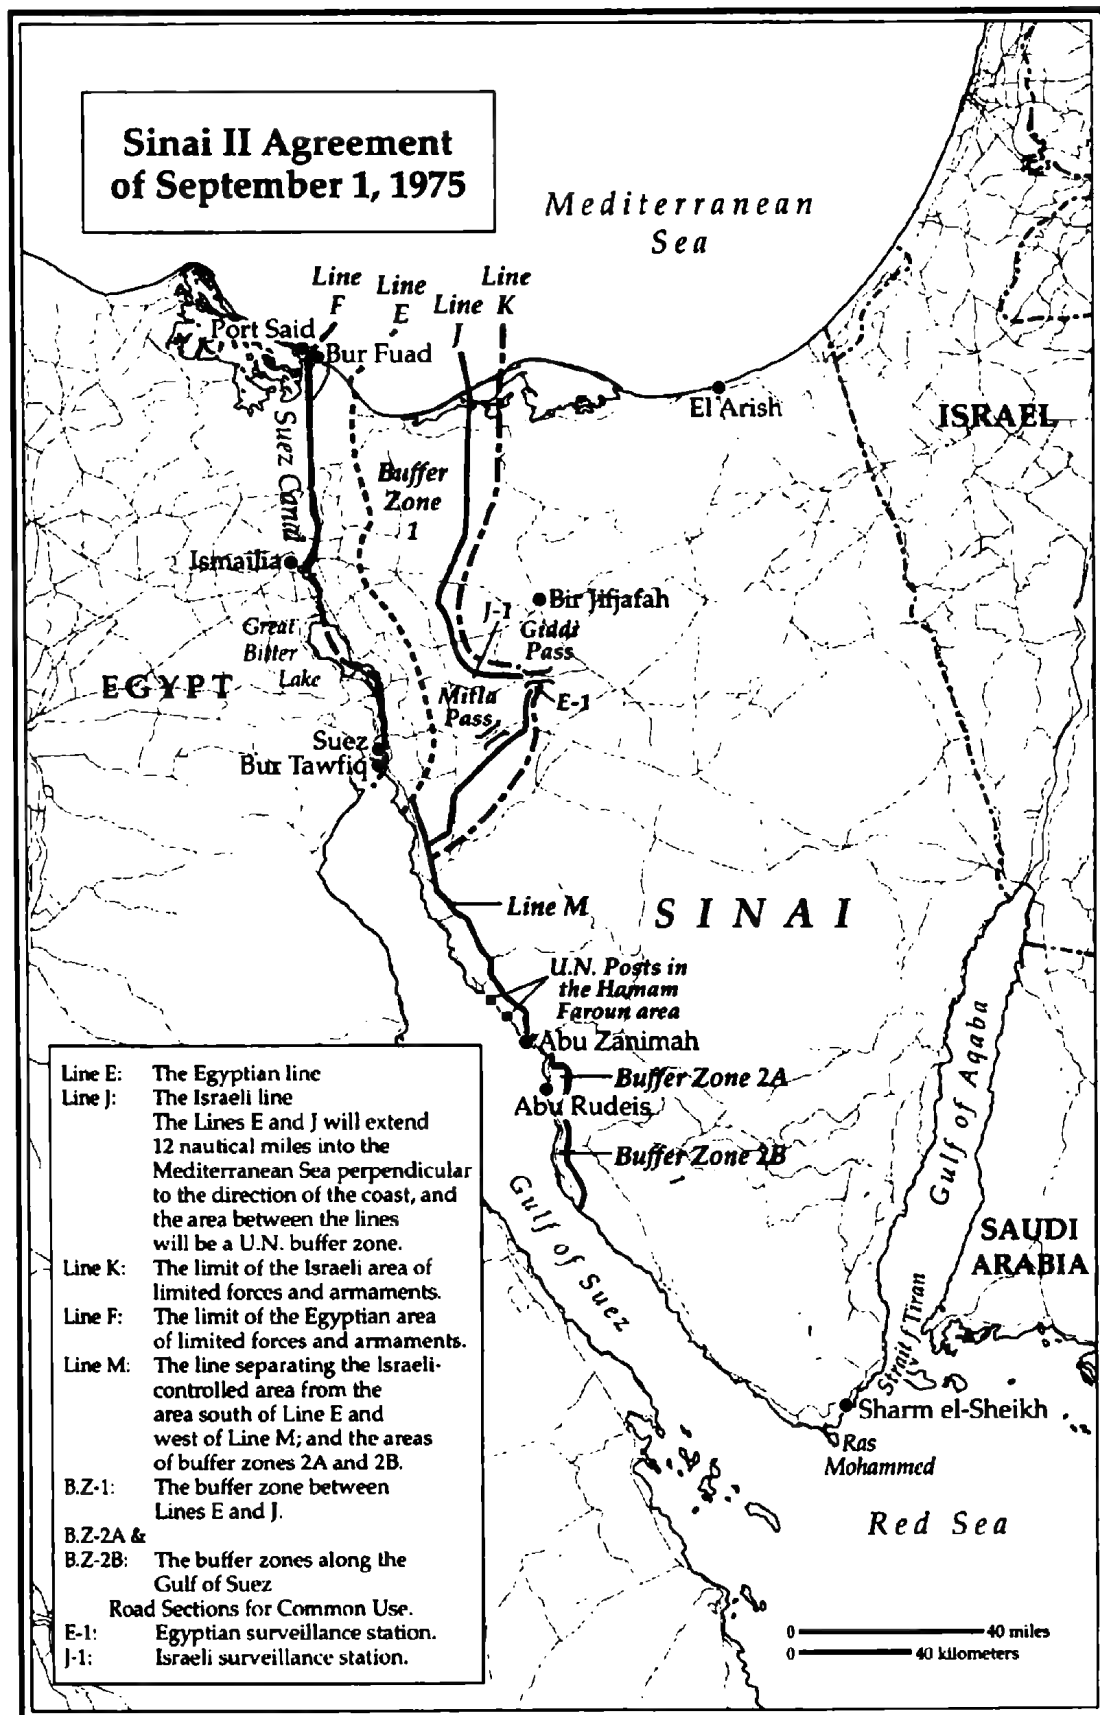 Sinai II Agreement
of September 1, 1975
Mediterranean
Sea
Line
F
Line
E
Line
J
Line
K
Port Said
Bur Fuad
Suez Canal
El Arish
ISRAEL
Buffer
Zone
1
Ismailia
Bir Jifjafah
J-1
Giddi
Pass
Great
Bitter
Lake
EGYPT
Mitla
Pass
E-1
Suez
Bur Tawfiq
Line M
SINAI
U.N. Posts in
the Hamam
Faroun area
Abu Zanimah
Buffer Zone 2A
Abu Rudeis
Buffer Zone 2B
Gulf of Suez
Gulf of Aqaba
SAUDI
ARABIA
Strait f Tiran
Sharm el-Sheikh
Ras
Mohammed
Red Sea
Line E: The Egyptian line
Line J: The Israeli line
The Lines E and J will extend
12 nautical miles into the
Mediterranean Sea perpendicular
to the direction of the coast, and
the area between the lines
will be a U.N. buffer zone.
Line K: The limit of the Israeli area of
limited forces and armaments.
Line F: The limit of the Egyptian area
of limited forces and armaments.
Line M: The line separating the Israeli-
controlled area from the
area south of Line E and
west of Line M; and the areas
of buffer zones 2A and 2B.
B.Z-1: The buffer zone between
Lines E and J.
B.Z-2A &
B.Z-2B: The buffer zones along the
Gulf of Suez
Road Sections for Common Use.
E-1: Egyptian surveillance station.
J-1: Israeli surveillance station.
0 40 miles
0 40 kilometers